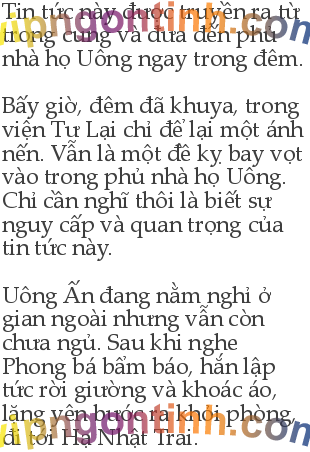 Tin tức này được truyền ra từ
trong cung và đưa đến phủ
nhà họ Uông ngay trong đêm.
Bấy giờ, đêm đã khuya, trong
viện Tư Lại chỉ để lại một ánh
nến. Vẫn là một đề kỵ bay vọt
vào trong phủ nhà họ Uông.
Chỉ cần nghĩ thôi là biết sự
nguy cấp và quan trọng của
tin tức này.
Uông Ấn đang nằm nghỉ ở
gian ngoài nhưng vẫn còn
chưa ngủ. Sau khi nghe
Phong bá bẩm báo, hắn lập
tức rời giường và khoác áo,
lặng yên bước ra khỏi phòng,
đi tới Hạ Nhật Trai.
vipngontinh.com
vipngontinh.com